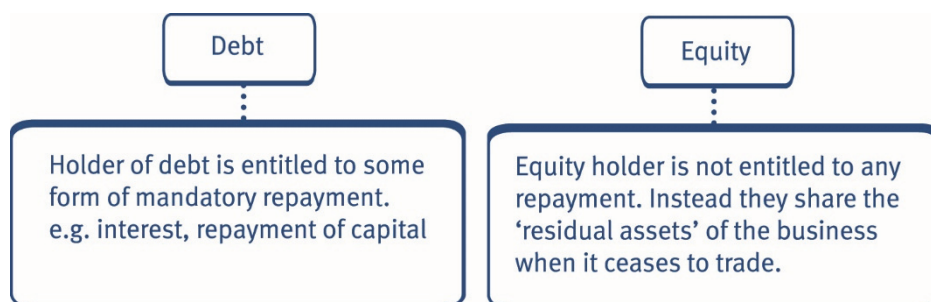 Debt
Holder of debt is entitled to some
form of mandatory repayment.
e.g. interest, repayment of capital
Equity
Equity holder is not entitled to any
repayment. Instead they share the
‘residual assets’ of the business
when it ceases to trade.